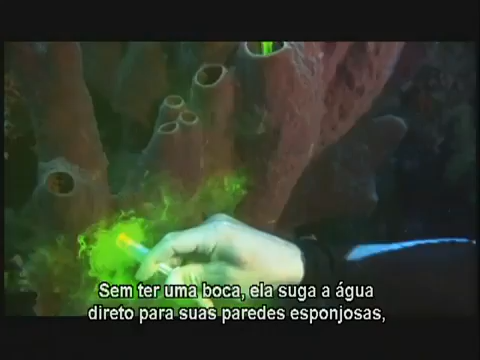 Sem ter uma boca, ela suga a água
direto para suas paredes esponjosas,